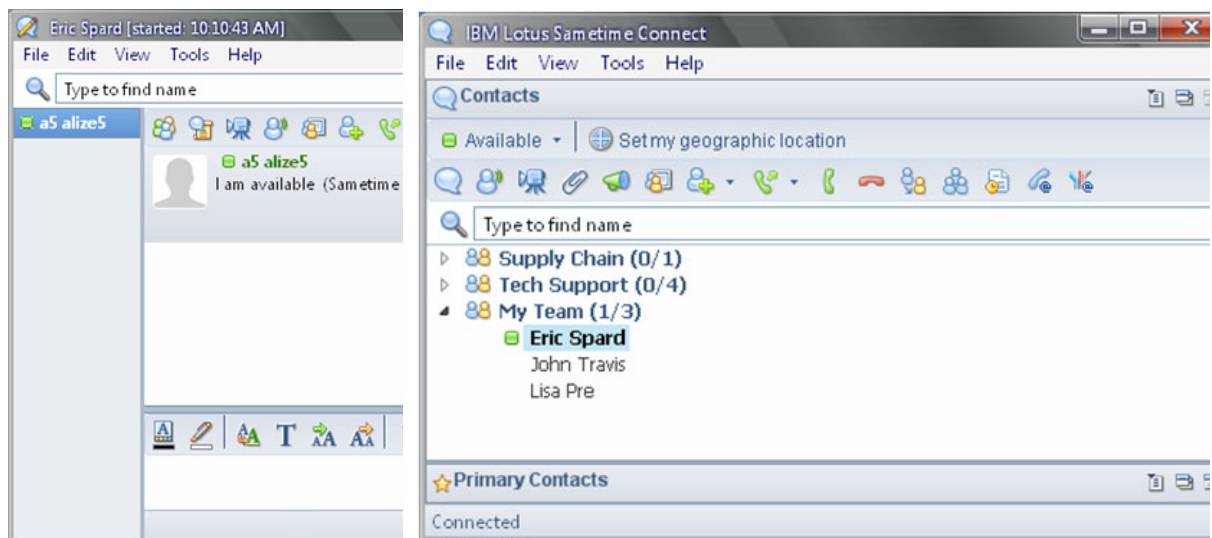 Eric Spard [started: 10:10:43 AM]
File Edit View Tools Help
Type to find name
a5 alize5
a5 alize5
I am available (Sametime
T
IBM Lotus Sametime Connect
File Edit View Tools Help
Contacts
Available
Set my geographic location
Type to find name
Supply Chain (0/1)
Tech Support (0/4)
My Team (1/3)
Eric Spard
John Travis
Lisa Pre
Primary Contacts
Connected